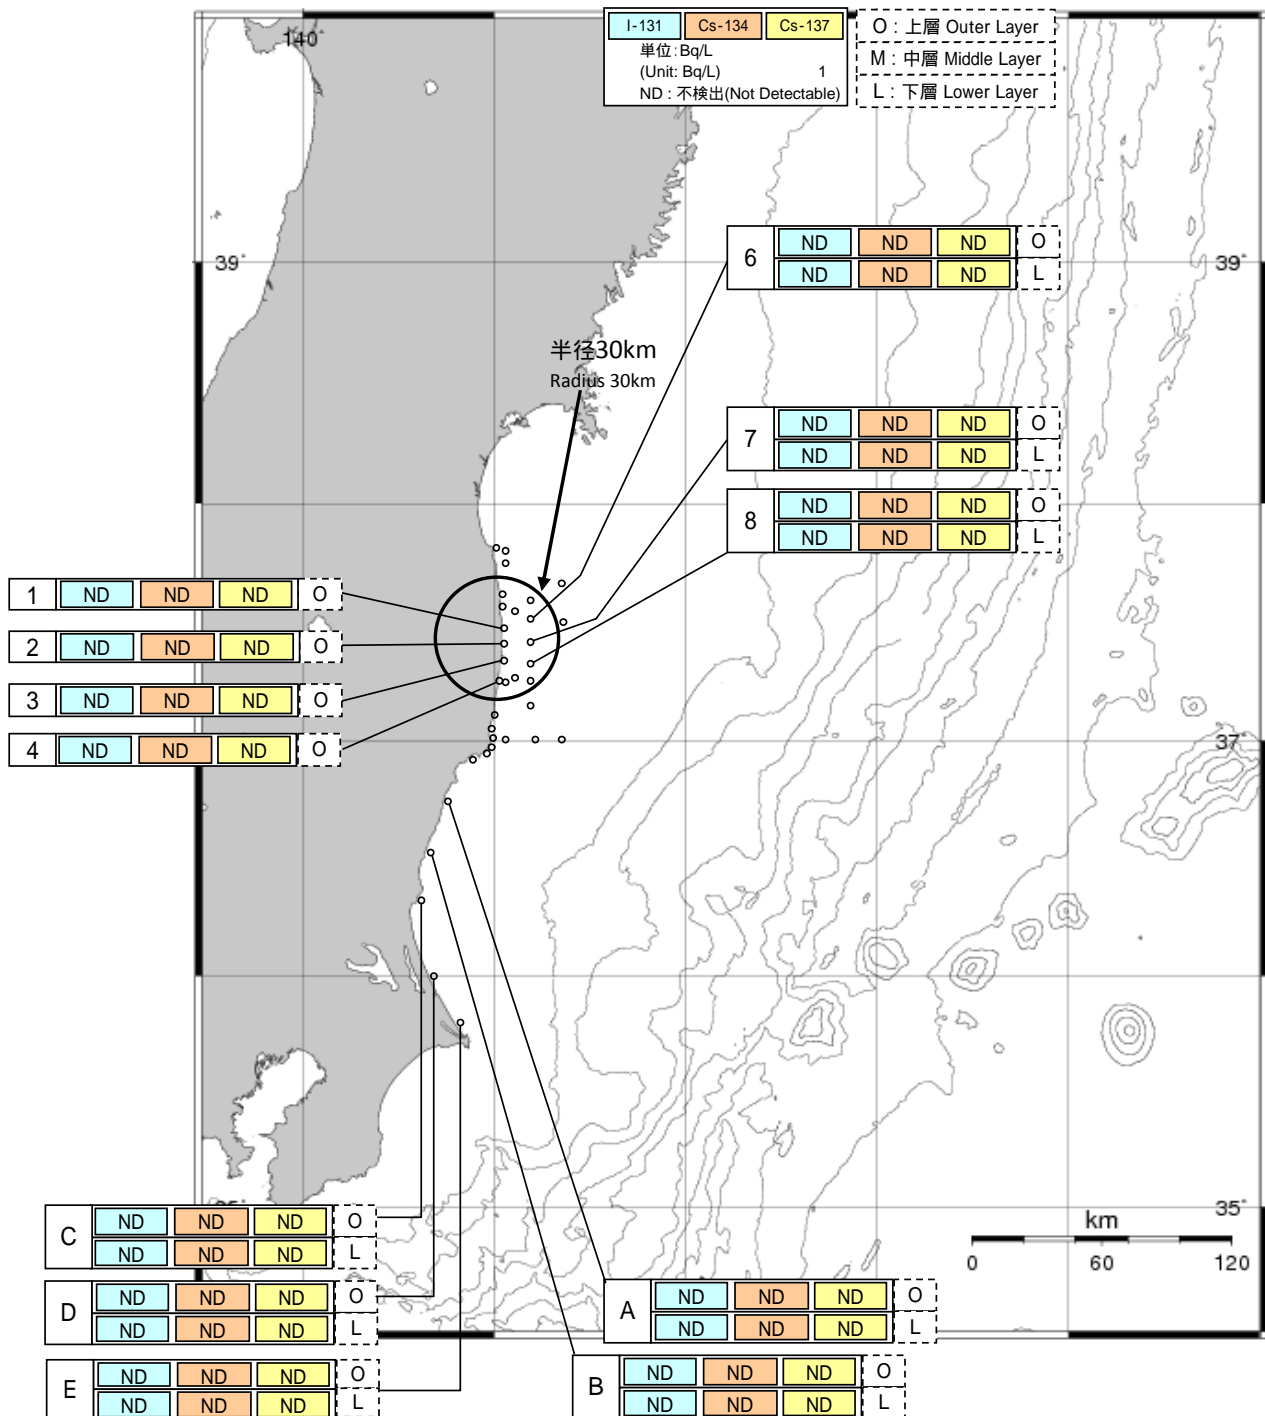 I-131 Cs-134 Cs-137
単位:Bq/L
(Unit: Bq/L) 1
ND : 不検出(Not Detectable)
O : 上層 Outer Layer
M : 中層 Middle Layer
L : 下層 Lower Layer
140°
39°
39°
6 ND ND ND O
ND ND ND L
半径30km
Radius 30km
7 ND ND ND O
ND ND ND L
8 ND ND ND O
ND ND ND L
1 ND ND ND O
2 ND ND ND O
3 ND ND ND O
4 ND ND ND O
37°
35°
C ND ND ND O
ND ND ND L
D ND ND ND O
ND ND ND L
E ND ND ND O
ND ND ND L
km
0 60 120
A ND ND ND O
ND ND ND L
B ND ND ND O
ND ND ND L